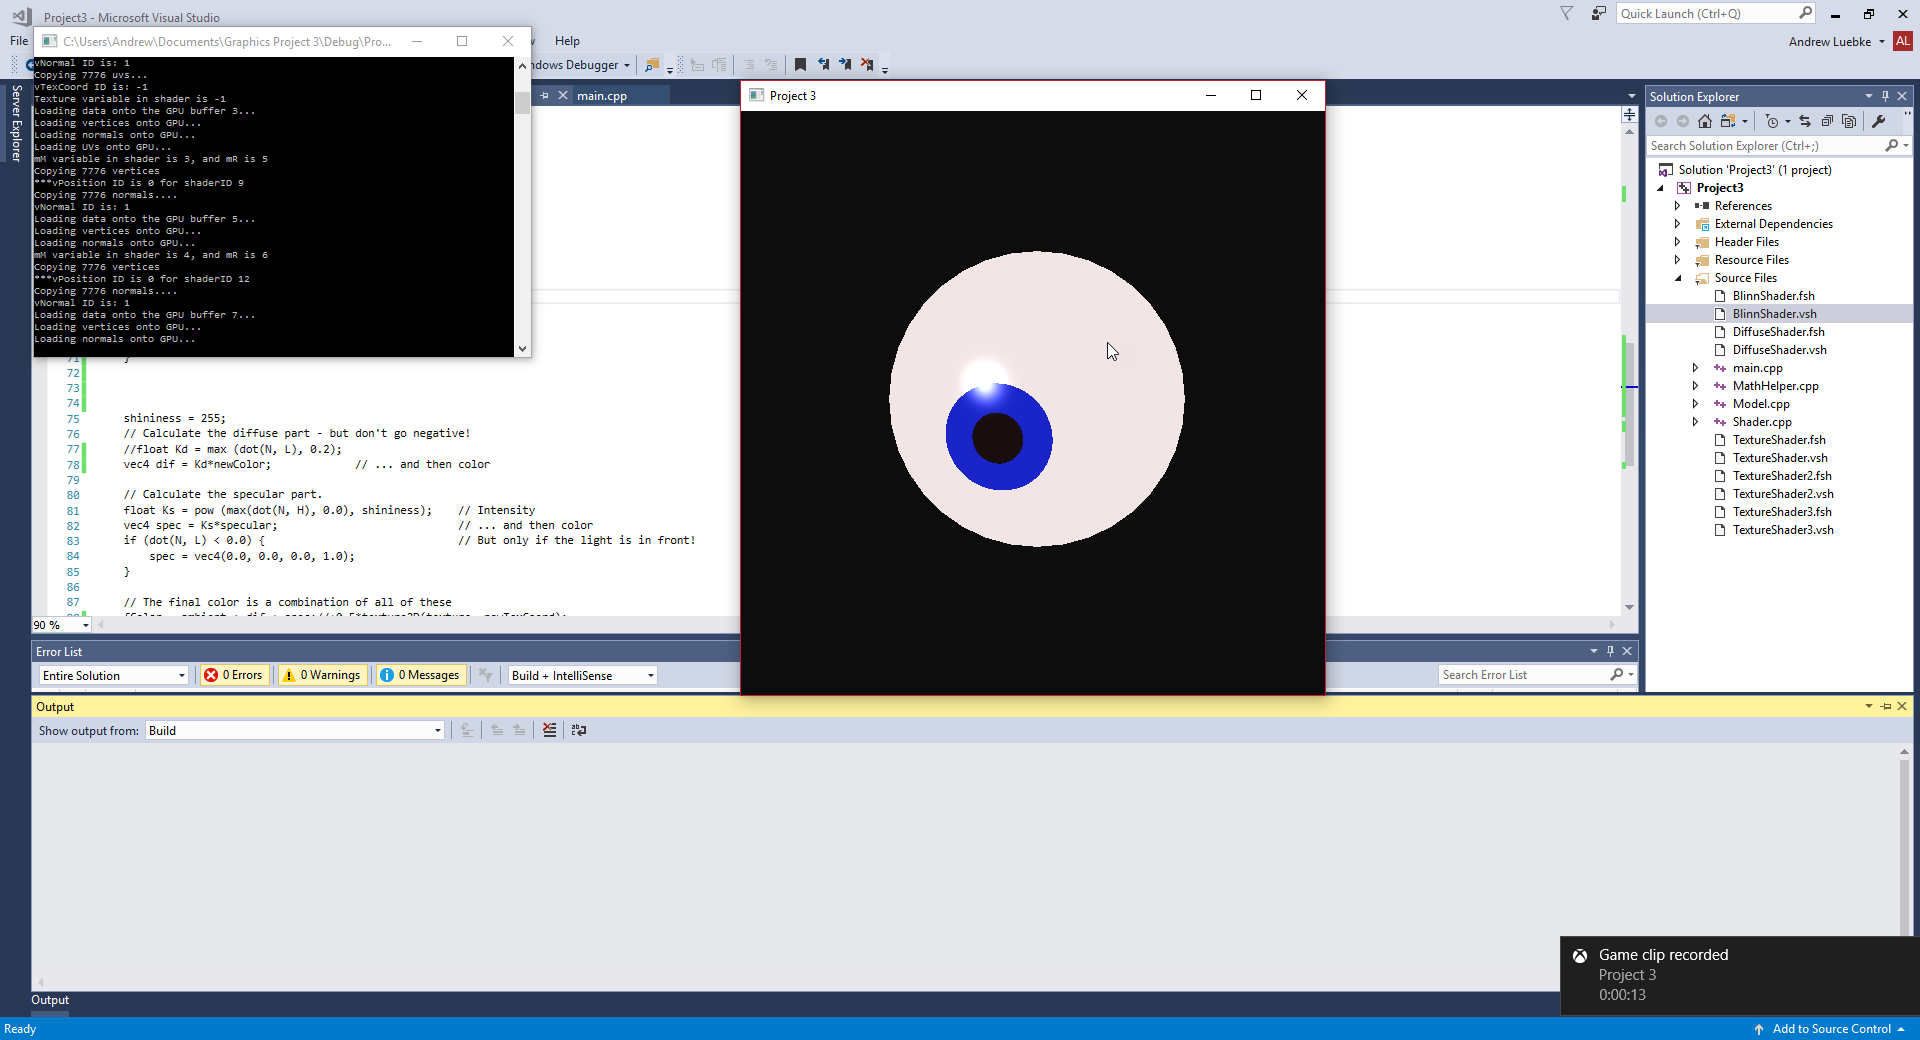 Project3 - Microsoft Visual Studio
Quick Launch (Ctrl+Q)
File
Help
Andrew Luebke
AL
C:\Users\Andrew\Documents\Graphics Project 3\Debug\Pro...
ndows Debugger
vNormal ID is: 1
Copying 7776 uvs...
vTexCoord ID is: -1
Texture variable in shader is -1
Loading data onto the GPU buffer 3...
Loading vertices onto GPU...
Loading normals onto GPU...
Loading UVs onto GPU...
mM variable in shader is 3, and mR is 5
Copying 7776 vertices
***vPosition ID is 0 for shaderID 9
Copying 7776 normals....
vNormal ID is: 1
Loading data onto the GPU buffer 5...
Loading vertices onto GPU...
Loading normals onto GPU...
mM variable in shader is 4, and mR is 6
Copying 7776 vertices
***vPosition ID is 0 for shaderID 12
Copying 7776 normals....
vNormal ID is: 1
Loading data onto the GPU buffer 7...
Loading vertices onto GPU...
Loading normals onto GPU...
Server Explorer
main.cpp
Project 3
71 }
72
73
74
75 shininess = 255;
76 // Calculate the diffuse part - but don't go negative!
77 //float Kd = max (dot(N, L), 0.2);
78 vec4 dif = Kd*newColor; // ... and then color
79
80 // Calculate the specular part.
81 float Ks = pow (max(dot(N, H), 0.0), shininess); // Intensity
82 vec4 spec = Ks*specular; // ... and then color
83 if (dot(N, L) < 0.0) { // But only if the light is in front!
84 spec = vec4(0.0, 0.0, 0.0, 1.0);
85 }
86
87 // The final color is a combination of all of these
90 %
Solution Explorer
Search Solution Explorer (Ctrl+;)
Solution 'Project3' (1 project)
Project3
References
External Dependencies
Header Files
Resource Files
Source Files
BlinnShader.fsh
BlinnShader.vsh
DiffuseShader.fsh
DiffuseShader.vsh
main.cpp
MathHelper.cpp
Model.cpp
Shader.cpp
TextureShader.fsh
TextureShader.vsh
TextureShader2.fsh
TextureShader2.vsh
TextureShader3.fsh
TextureShader3.vsh
Error List
Entire Solution
0 Errors
0 Warnings
0 Messages
Build + IntelliSense
Search Error List
Output
Show output from: Build
Game clip recorded
Project 3
0:00:13
Output
Ready
Add to Source Control